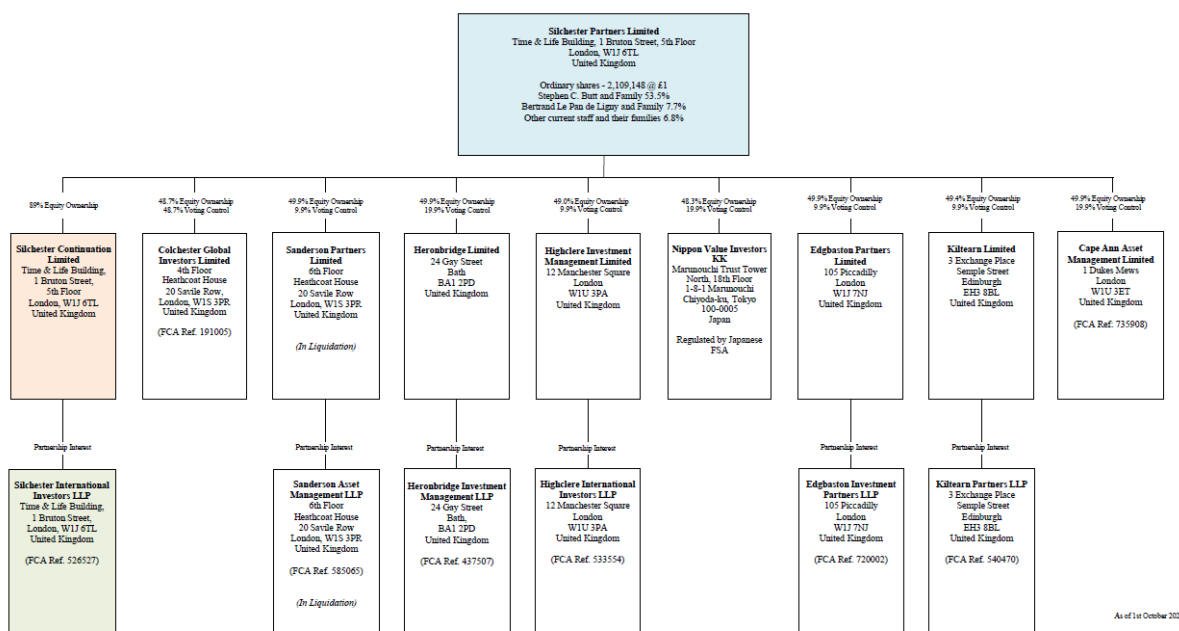 Silchester Partners Limited
Time & Life Building, 1 Bruton Street, 5th Floor
London, W1J 6TL
United Kingdom
Ordinary shares - 2,109,148 @ £1
Stephen C. Butt and Family 53.5%
Bertrand Le Pan de Ligny and Family 7.7%
Other current staff and their families 6.8%
89% Equity Ownership
48.7% Equity Ownership
48.7% Voting Control
49.9% Equity Ownership
9.9% Voting Control
49.9% Equity Ownership
19.9% Voting Control
49.0% Equity Ownership
9.9% Voting Control
48.3% Equity Ownership
19.9% Voting Control
49.9% Equity Ownership
9.9% Voting Control
49.4% Equity Ownership
9.9% Voting Control
49.9% Equity Ownership
19.9% Voting Control
Silchester Continuation
Limited
Time & Life Building,
1 Bruton Street,
5th Floor
London, W1J 6TL
United Kingdom
Colchester Global
Investors Limited
4th Floor
Heathcoat House
20 Savile Row,
London, W1S 3PR
United Kingdom
(FCA Ref. 191005)
Sanderson Partners
Limited
6th Floor
Heathcoat House
20 Savile Row
London, W1S 3PR
United Kingdom
(In Liquidation)
Heronbridge Limited
24 Gay Street
Bath
BA1 2PD
United Kingdom
Highclere Investment
Management Limited
12 Manchester Square
London
W1U 3PA
United Kingdom
Nippon Value Investors
KK
Marunouchi Trust Tower
North, 18th Floor
1-8-1 Marunouchi
Chiyoda-ku, Tokyo
100-0005
Japan
Regulated by Japanese
FSA
Edgbaston Partners
Limited
105 Piccadilly
London
W1J 7NJ
United Kingdom
Kiltearn Limited
3 Exchange Place
Semple Street
Edinburgh
EH3 8BL
United Kingdom
Cape Ann Asset
Management Limited
1 Dukes Mews
London
W1U 3ET
United Kingdom
(FCA Ref. 735908)
Partnership Interest
Partnership Interest
Partnership Interest
Partnership Interest
Partnership Interest
Partnership Interest
Silchester International
Investors LLP
Time & Life Building,
1 Bruton Street,
London, W1J 6TL
United Kingdom
(FCA Ref. 526527)
Sanderson Asset
Management LLP
6th Floor
Heathcoat House
20 Savile Row
London, W1S 3PR
United Kingdom
(FCA Ref. 585065)
(In Liquidation)
Heronbridge Investment
Management LLP
24 Gay Street
Bath,
BA1 2PD
United Kingdom
(FCA Ref. 437507)
Highclere International
Investors LLP
12 Manchester Square
London
W1U 3PA
United Kingdom
(FCA Ref. 533554)
Edgbaston Investment
Partners LLP
105 Piccadilly
London
W1J 7NJ
United Kingdom
(FCA Ref. 720002)
Kiltearn Partners LLP
3 Exchange Place
Semple Street
Edinburgh
EH3 8BL
United Kingdom
(FCA Ref. 540470)
As of 1st October 202